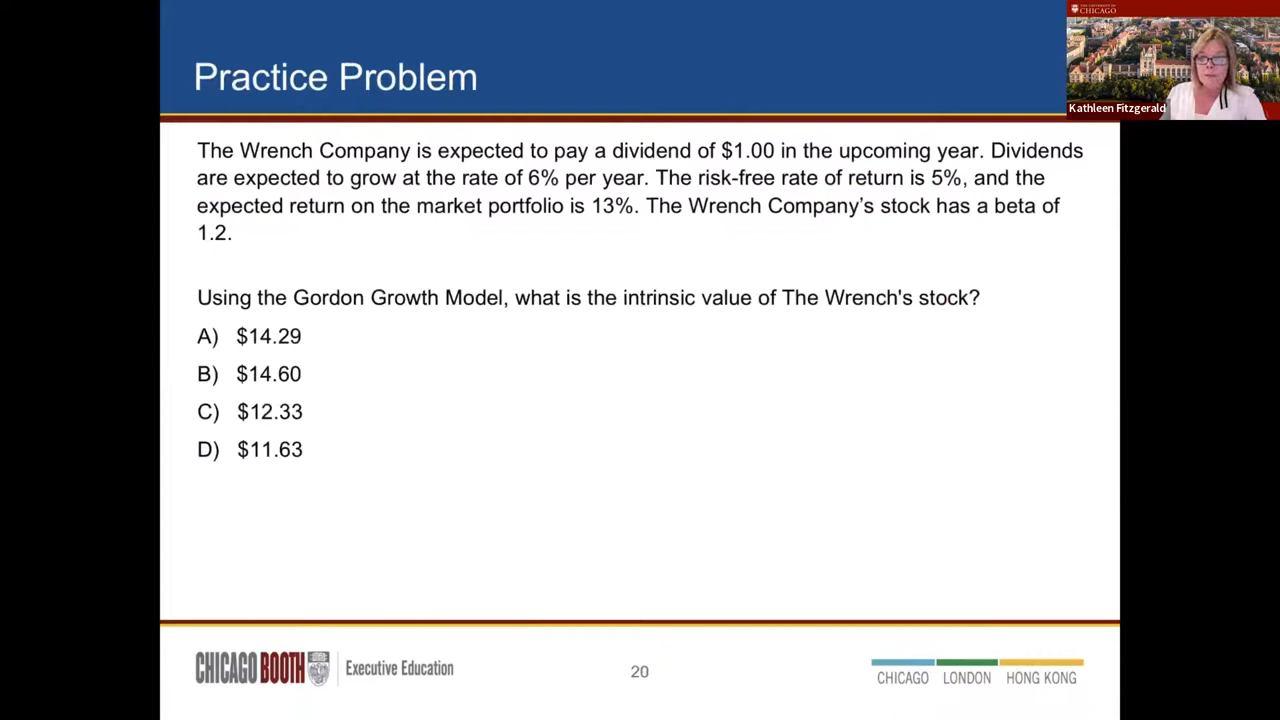 THE UNIVERSITY OF
CHICAGO
Kathleen Fitzgerald
Practice Problem
The Wrench Company is expected to pay a dividend of $1.00 in the upcoming year. Dividends
are expected to grow at the rate of 6% per year. The risk-free rate of return is 5%, and the
expected return on the market portfolio is 13%. The Wrench Company’s stock has a beta of
1.2.
Using the Gordon Growth Model, what is the intrinsic value of The Wrench's stock?
A) $14.29
B) $14.60
C) $12.33
D) $11.63
CHICAGO BOOTH Executive Education
20
CHICAGO LONDON HONG KONG